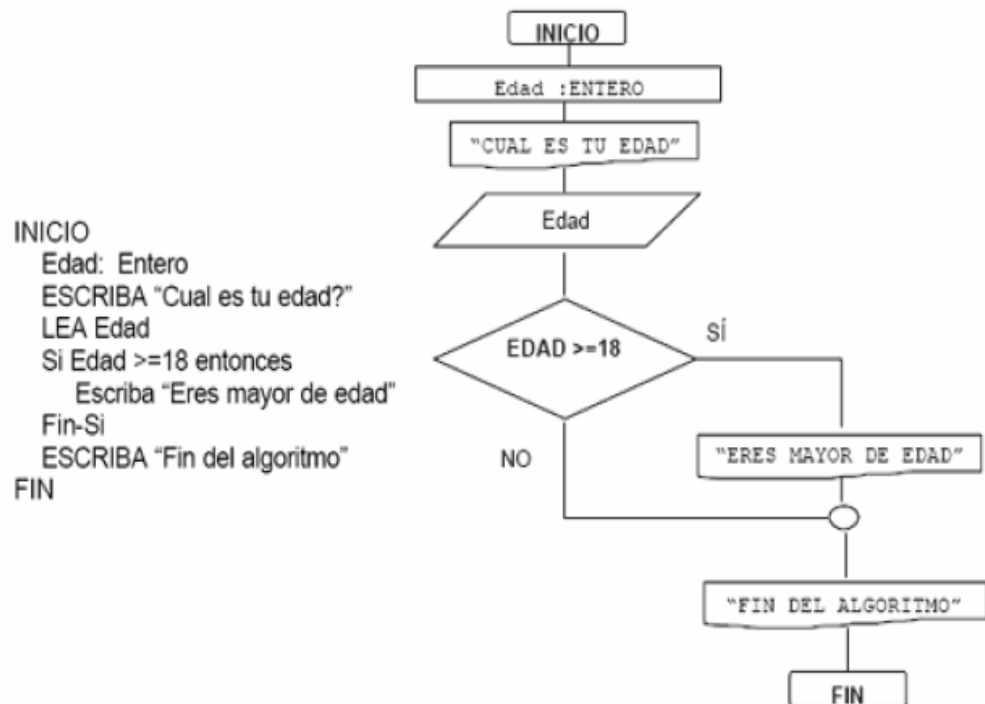 INICIO
Edad: Entero
ESCRIBA “Cual es tu edad?”
LEA Edad
Si Edad >=18 entonces
Escriba “Eres mayor de edad”
Fin-Si
ESCRIBA “Fin del algoritmo”
FIN
INICIO
Edad :ENTERO
“CUAL ES TU EDAD”
Edad
EDAD >=18
SÍ
NO
“ERES MAYOR DE EDAD”
“FIN DEL ALGORITMO”
FIN